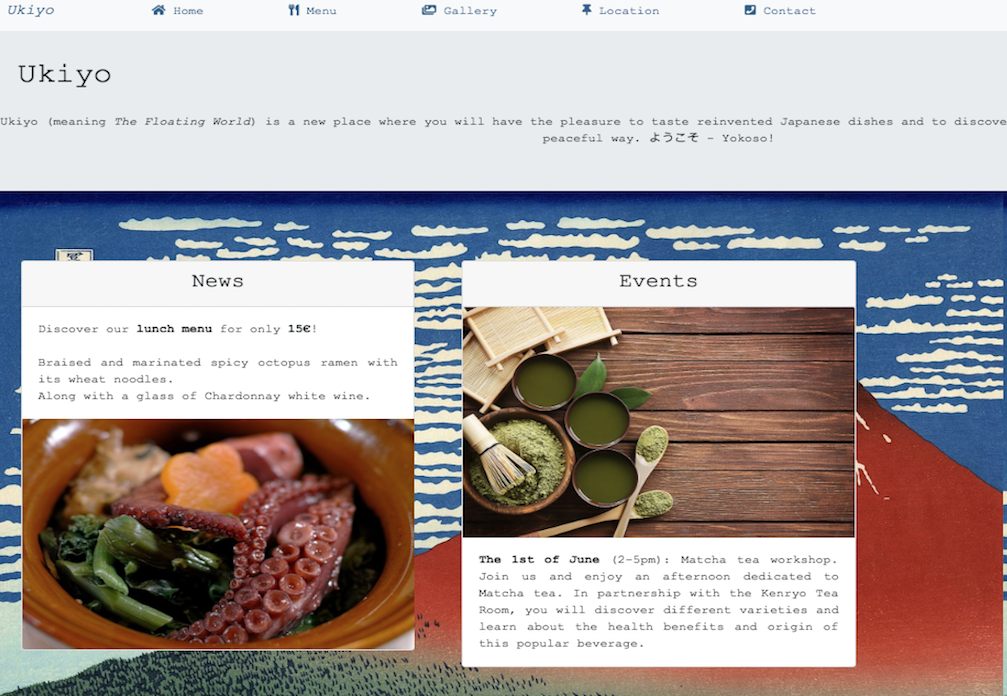 Ukiyo Home Menu Gallery Location Contact
Ukiyo
Ukiyo (meaning The Floating World) is a new place where you will have the pleasure to taste reinvented Japanese dishes and to discove
peaceful way. ようこそ - Yokoso!
News
Discover our lunch menu for only 15€!
Braised and marinated spicy octopus ramen with
its wheat noodles.
Along with a glass of Chardonnay white wine.
Events
The 1st of June (2-5pm): Matcha tea workshop.
Join us and enjoy an afternoon dedicated to
Matcha tea. In partnership with the Kenryo Tea
Room, you will discover different varieties and
learn about the health benefits and origin of
this popular beverage.